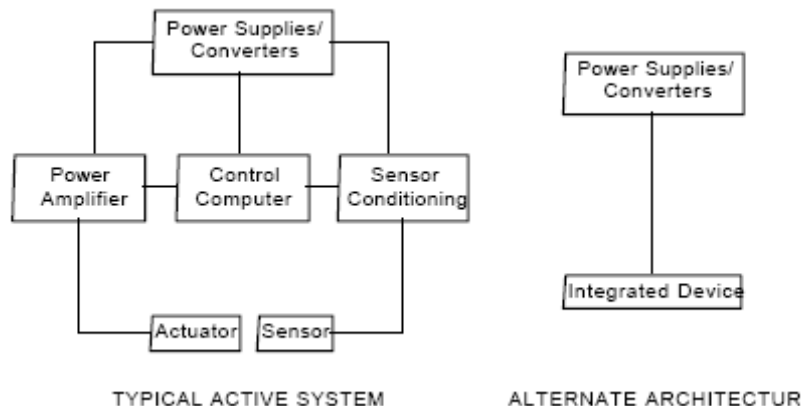 Power Supplies/
Converters
Power
Amplifier
Control
Computer
Sensor
Conditioning
Actuator
Sensor
TYPICAL ACTIVE SYSTEM
Power Supplies/
Converters
Integrated Device
ALTERNATE ARCHITECTUR